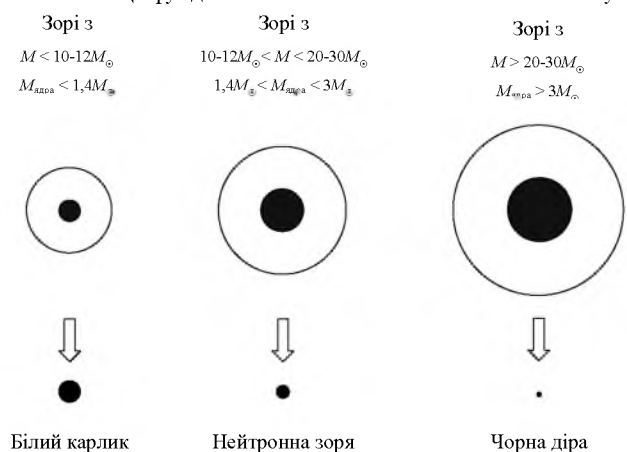 Зорі з
M < 10-12M☉
Mядра < 1,4M☉
Зорі з
10-12M☉ < M < 20-30M☉
1,4M☉ < Mядра < 3M☉
Зорі з
M > 20-30M☉
Mядра > 3M☉
Білий карлик
Нейтронна зоря
Чорна діра